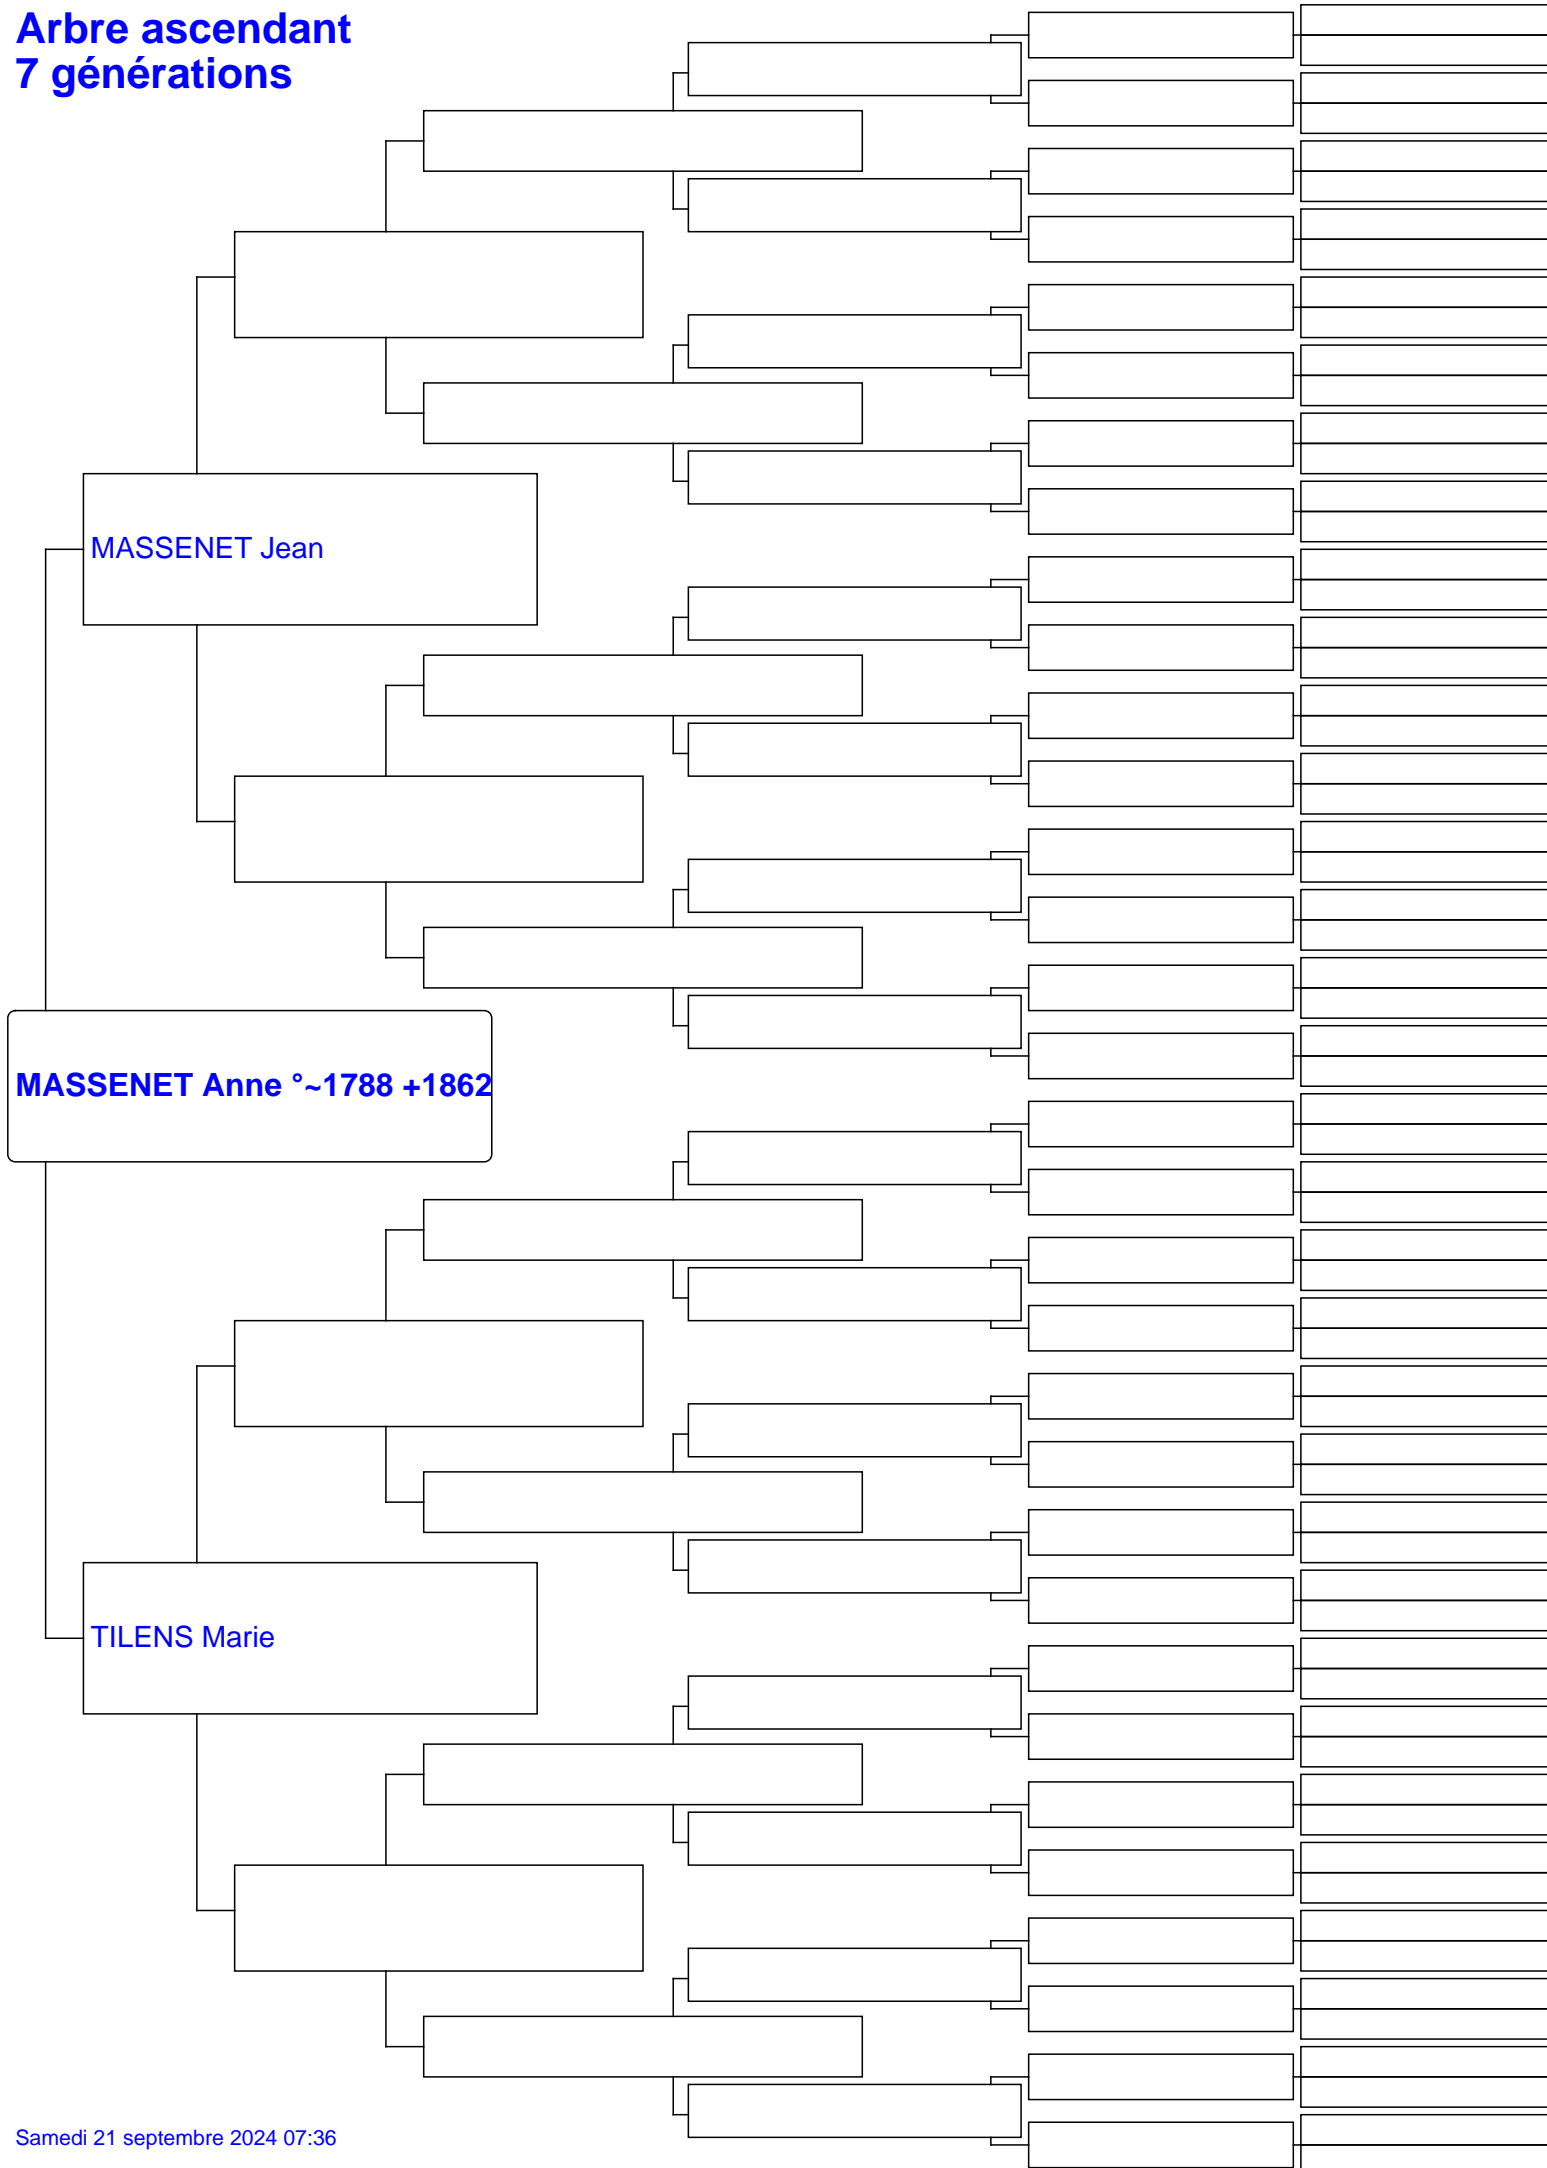 Arbre ascendant
7 générations
MASSENET Jean
MASSENET Anne °~1788 +1862
TILENS Marie
Samedi 21 septembre 2024 07:36